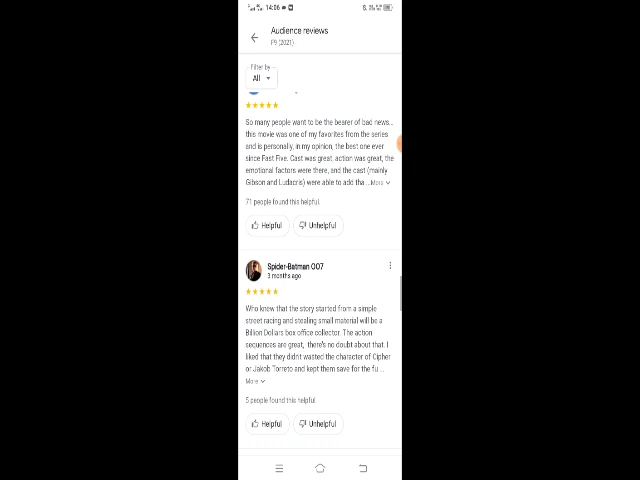 14:06
Audience reviews
F9 (2021)
Filter by
All
So many people want to be the bearer of bad news...
this movie was one of my favorites from the series
and is personally, in my opinion, the best one ever
since Fast Five. Cast was great, action was great, the
emotional factors were there, and the cast (mainly
Gibson and Ludacris) were able to add tha ... More
71 people found this helpful.
Helpful Unhelpful
Spider-Batman 007
3 months ago
Who knew that the story started from a simple
street racing and stealing small material will be a
Billion Dollars box office collector. The action
sequences are great, there's no doubt about that. I
liked that they didn't wasted the character of Cipher
or Jakob Torreto and kept them save for the fu ...
More
5 people found this helpful
Helpful Unhelpful